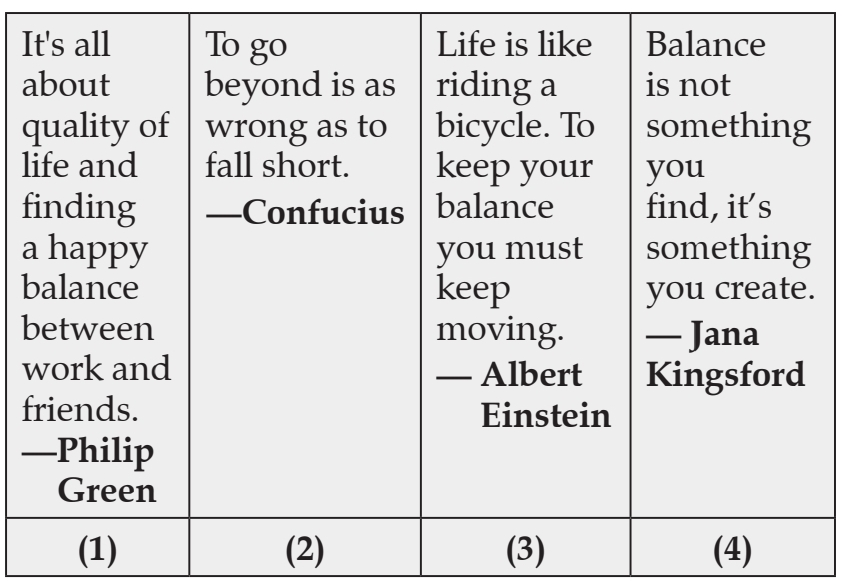 It's all
about
quality of
life and
finding
a happy
balance
between
work and
friends.
—Philip
Green
(1)
To go
beyond is as
wrong as to
fall short.
—Confucius
(2)
Life is like
riding a
bicycle. To
keep your
balance
you must
keep
moving.
— Albert
Einstein
(3)
Balance
is not
something
you
find, it’s
something
you create.
— Jana
Kingsford
(4)